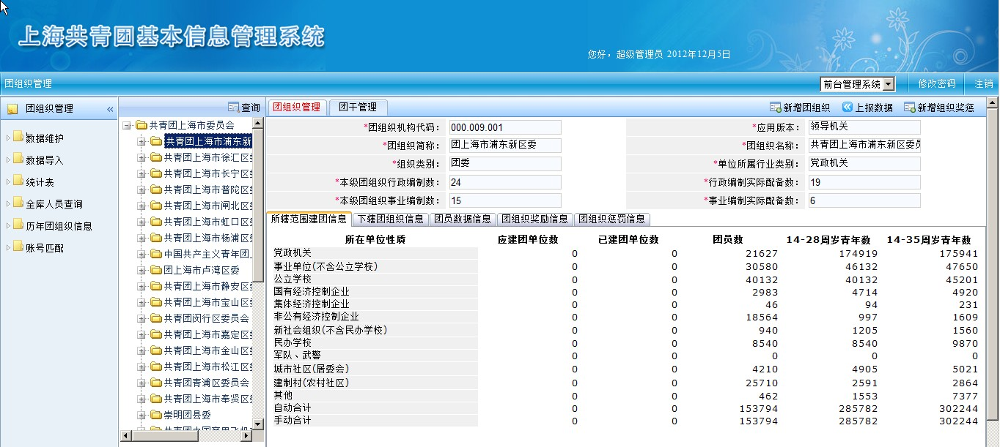 上海共青团基本信息管理系统
您好，超级管理员 2012年12月5日
团组织管理
前台管理系统 修改密码 注销
团组织管理 «
数据维护
数据导入
统计表
全库人员查询
历年团组织信息
账号匹配
查询
共青团上海市委员会
共青团上海市浦东新
共青团上海市徐汇区
共青团上海市长宁区
共青团上海市普陀区
共青团上海市闸北区
共青团上海市虹口区
共青团上海市杨浦区
中国共产主义青年团
团上海市卢湾区委
共青团上海市静安区
共青团上海市宝山区
共青团闵行区委员会
共青团上海市嘉定区
共青团上海市金山区
共青团上海市松江区
共青团青浦区委员会
共青团上海市奉贤区
崇明团县委
团组织管理 团干管理 新增团组织 上报数据 新增团组织奖惩
*团组织机构代码： 000.009.001 *应用版本： 领导机关
*团组织简称： 团上海市浦东新区委 *团组织名称： 共青团上海市浦东新区委员
*组织类别： 团委 *单位所属行业类别： 党政机关
*本级团组织行政编制数： 24 *行政编制实际配备数： 19
*本级团组织事业编制数： 15 *事业编制实际配备数： 6
所辖范围建团信息 下辖团组织信息 团员数据信息 团组织奖励信息 团组织惩罚信息
所在单位性质 应建团单位数 已建团单位数 团员数 14-28周岁青年数 14-35周岁青年数
党政机关 0 0 21627 174919 175941
事业单位(不含公立学校) 0 0 30580 46132 47650
公立学校 0 0 40132 40132 45201
国有经济控制企业 0 0 2983 4714 4920
集体经济控制企业 0 0 46 94 231
非公有经济控制企业 0 0 18564 997 1609
新社会组织(不含民办学校) 0 0 940 1205 1560
民办学校 0 0 8540 8540 9870
军队、武警 0 0 0 0 0
城市社区(居委会) 0 0 4210 4905 5021
建制村(农村社区) 0 0 25710 2591 2864
其他 0 0 462 1553 7377
自动合计 0 0 153794 285782 302244
手动合计 0 0 153794 285782 302244